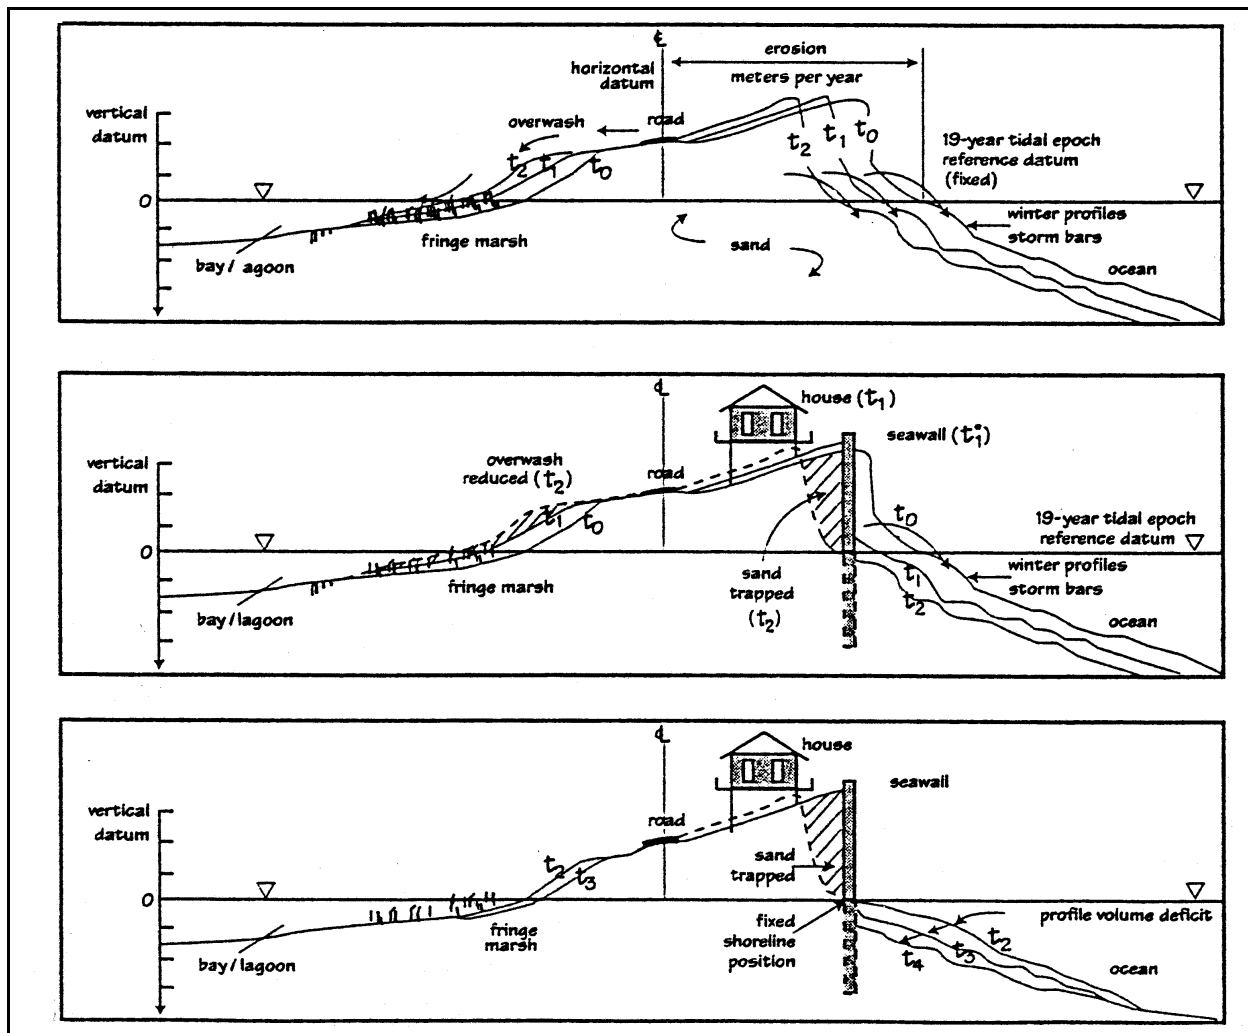 ℄
erosion
horizontal
datum
meters per year
vertical
datum
overwash
road
t₂ t₁ t₀
t₂ t₁ t₀
19-year tidal epoch
reference datum
(fixed)
0
winter profiles
storm bars
fringe marsh
sand
bay/ agoon
ocean
℄
house (t₁)
seawall (t₁*)
vertical
datum
overwash
reduced (t₂)
road
t₁ t₀
t₀
19-year tidal epoch
reference datum
0
sand
trapped
(t₂)
t₁
t₂
winter profiles
storm bars
fringe marsh
bay/lagoon
ocean
℄
house
seawall
vertical
datum
road
t₂
t₃
sand
trapped
0
fringe
marsh
fixed
shoreline
position
profile volume deficit
t₂
t₃
t₄
bay/lagoon
ocean